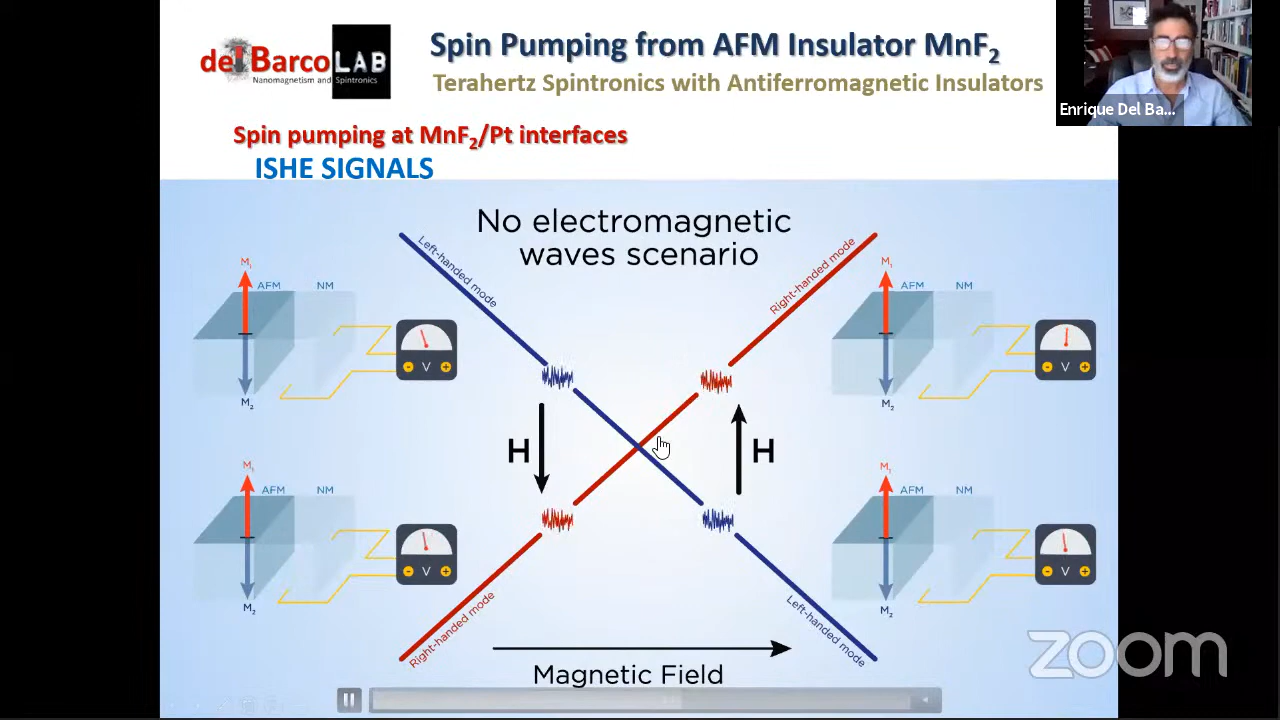 del BarcoLAB
Nanomagnetism and Spintronics
Spin Pumping from AFM Insulator MnF2
Terahertz Spintronics with Antiferromagnetic Insulators
Enrique Del Ba...
Spin pumping at MnF2/Pt interfaces
ISHE SIGNALS
No electromagnetic
waves scenario
Left-handed mode
Right-handed mode
M1
AFM
NM
V
M2
M1
AFM
NM
V
M2
H
H
M1
AFM
NM
V
M2
M1
AFM
NM
V
M2
Right-handed mode
Left-handed mode
Magnetic Field
zoom